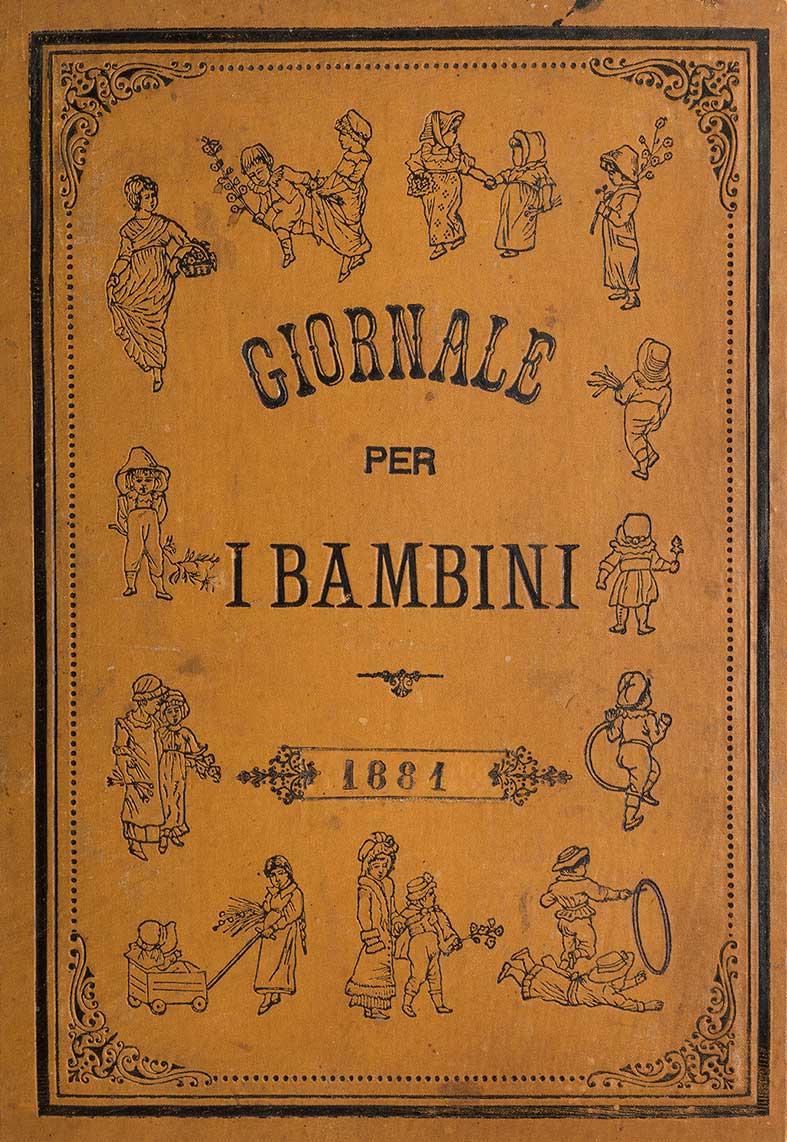 GIORNALE
PER
I BAMBINI
1881